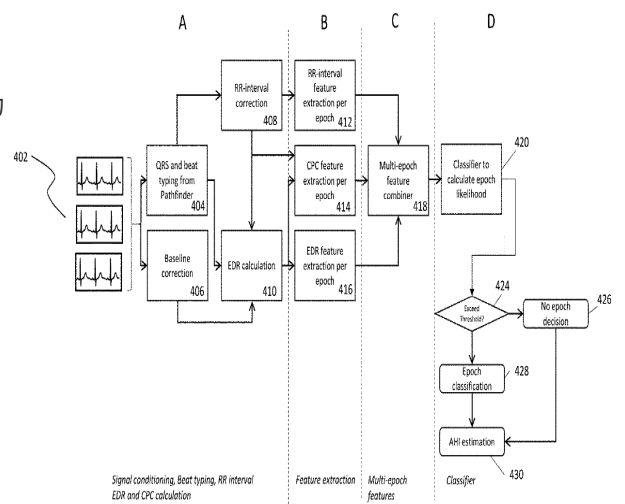 A
B
C
D
402
RR-interval
correction
408
RR-interval
feature
extraction per
epoch
412
QRS and beat
typing from
Pathfinder
404
CPC feature
extraction per
epoch
414
Multi-epoch
feature
combiner
418
Classifier to
calculate epoch
likelihood
420
Baseline
correction
406
EDR calculation
410
EDR feature
extraction per
epoch
416
Exceed
Threshold?
424
No epoch
decision
426
Epoch
classification
428
AHI estimation
430
Signal conditioning, Beat typing, RR interval
EDR and CPC calculation
Feature extraction
Multi-epoch
features
Classifier